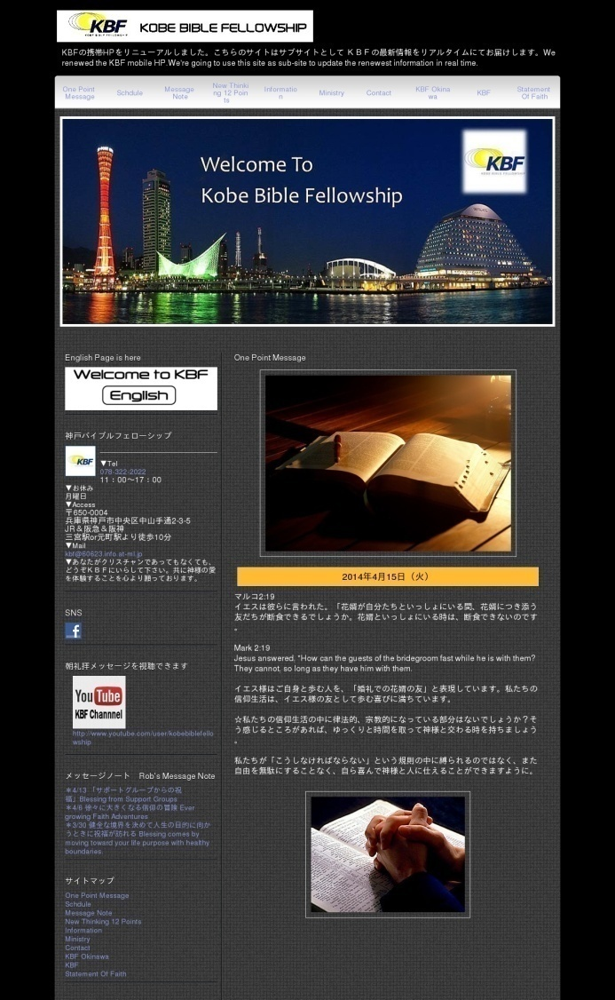 KBF KOBE BIBLE FELLOWSHIP
KBFの携帯HPをリニューアルしました。こちらのサイトはサブサイトとしてＫＢＦの最新情報をリアルタイムにてお届けします。We
renewed the KBF mobile HP.We're going to use this site as sub-site to update the renewest information in real time.
One Point
Message
Schdule
Message
Note
New Thinki
ng 12 Poin
ts
Informatio
n
Ministry
Contact
KBF Okina
wa
KBF
Statement
Of Faith
Welcome To
Kobe Bible Fellowship
KBF
KOBE BIBLE FELLOWSHIP
English Page is here
Welcome to KBF
English
神戸バイブルフェローシップ
KBF
▼Tel
078-322-2022
11：00〜17：00
▼お休み
月曜日
▼Access
〒650-0004
兵庫県神戸市中央区中山手通2-3-5
JR＆阪急＆阪神
三宮駅or元町駅より徒歩10分
▼Mail
kbf@60623.info.at-ml.jp
▼あなたがクリスチャンであってもなくても、
どうぞＫＢＦにいらして下さい。共に神様の愛
を体験することを心より願っております。
SNS
f
朝礼拝メッセージを視聴できます
You Tube
KBF Channnel
http://www.youtube.com/user/kobebiblefello
wship
メッセージノート　Rob's Message Note
＊4/13 「サポートグループからの祝
福」Blessing from Support Groups
＊4/6 徐々に大きくなる信仰の冒険 Ever
growing Faith Adventures
＊3/30 健全な境界を決めて人生の目的に向か
うときに祝福が訪れる Blessing comes by
moving toward your life purpose with healthy
boundaries.
サイトマップ
One Point Message
Schdule
Message Note
New Thinking 12 Points
Information
Ministry
Contact
KBF Okinawa
KBF
Statement Of Faith
One Point Message
2014年4月15日（火）
マルコ2:19
イエスは彼らに言われた。「花婿が自分たちといっしょにいる間、花婿につき添う
友だちが断食できるでしょうか。花婿といっしょにいる時は、断食できないのです
。
Mark 2:19
Jesus answered, "How can the guests of the bridegroom fast while he is with them?
They cannot, so long as they have him with them.
イエス様はご自身と歩む人を、「婚礼での花婿の友」と表現しています。私たちの
信仰生活は、イエス様の友として歩む喜びに満ちています。
☆私たちの信仰生活の中に律法的、宗教的になっている部分はないでしょうか？そ
う感じるところがあれば、ゆっくりと時間を取って神様と交わる時を持ちましょう
。
私たちが「こうしなければならない」という規則の中に縛られるのではなく、また
自由を無駄にすることなく、自ら喜んで神様と人に仕えることができますように。